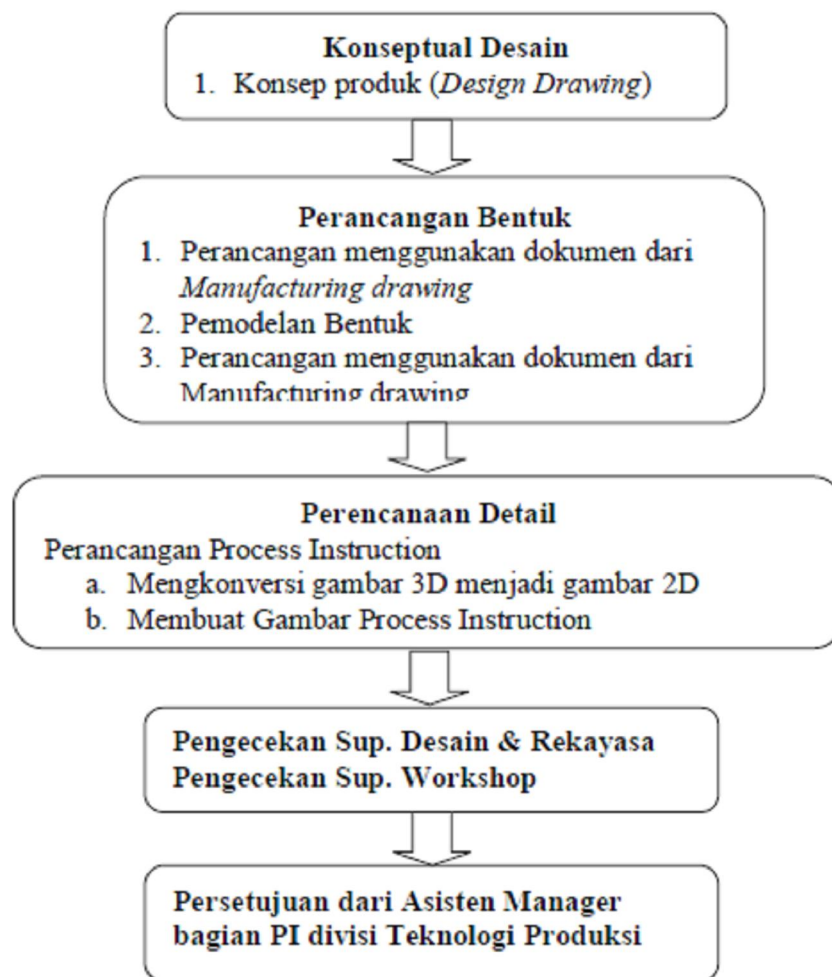 Konseptual Desain
1. Konsep produk (Design Drawing)
Perancangan Bentuk
1. Perancangan menggunakan dokumen dari
Manufacturing drawing
2. Pemodelan Bentuk
3. Perancangan menggunakan dokumen dari
Manufacturing drawing
Perencanaan Detail
Perancangan Process Instruction
a. Mengkonversi gambar 3D menjadi gambar 2D
b. Membuat Gambar Process Instruction
Pengecekan Sup. Desain & Rekayasa
Pengecekan Sup. Workshop
Persetujuan dari Asisten Manager
bagian PI divisi Teknologi Produksi